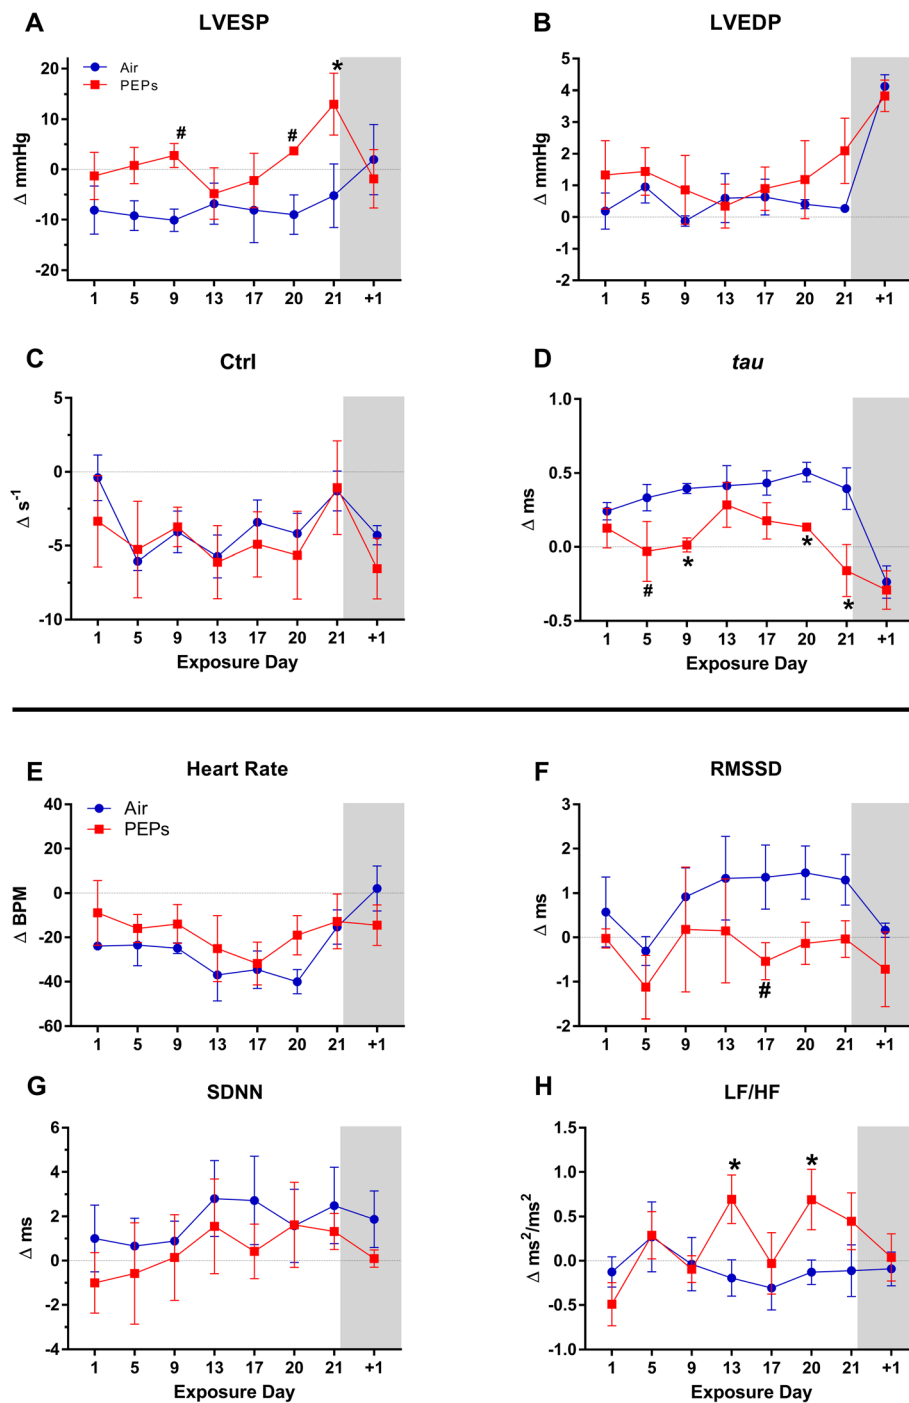 A LVESP
Air
PEPs
Δ mmHg
20
10
0
-10
-20
# # *
1 5 9 13 17 20 21 +1
B LVEDP
Δ mmHg
5
4
3
2
1
0
-1
-2
1 5 9 13 17 20 21 +1
C Ctrl
Δ s-1
5
0
-5
-10
1 5 9 13 17 20 21 +1
Exposure Day
D tau
Δ ms
1.0
0.5
0.0
-0.5
# * * *
1 5 9 13 17 20 21 +1
Exposure Day
E Heart Rate
Air
PEPs
Δ BPM
40
20
0
-20
-40
-60
1 5 9 13 17 20 21 +1
F RMSSD
Δ ms
3
2
1
0
-1
-2
#
1 5 9 13 17 20 21 +1
G SDNN
Δ ms
6
4
2
0
-2
-4
1 5 9 13 17 20 21 +1
Exposure Day
H LF/HF
Δ ms2/ms2
1.5
1.0
0.5
0.0
-0.5
-1.0
* *
1 5 9 13 17 20 21 +1
Exposure Day